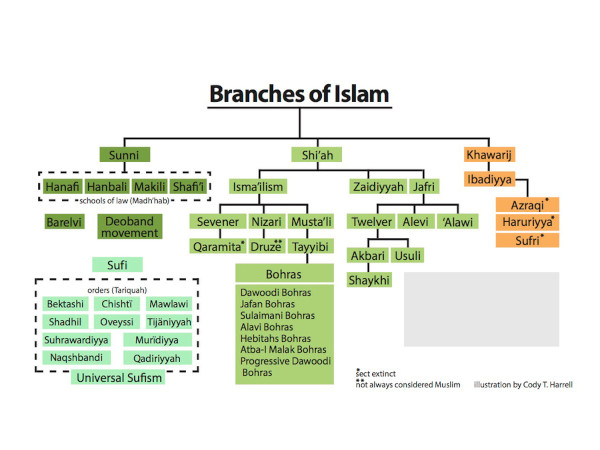 Branches of Islam
Sunni
Shi'ah
Khawarij
Hanafi Hanbali Makili Shafi'i
schools of law (Madh'hab)
Isma'ilism
Zaidiyyah Jafri
Ibadiyya
Azraqi*
Haruriyya*
Sufri*
Barelvi
Deoband
movement
Sevener Nizari Musta'li
Twelver Alevi 'Alawi
Qaramita* Druze** Tayyibi
Akbari Usuli
Shaykhi
Sufi
orders (Tariquah)
Bektashi Chishtī Mawlawi
Shadhil Oveyssi Tijāniyyah
Suhrawardiyya Murīdiyya
Naqshbandi Qadiriyyah
Universal Sufism
Bohras
Dawoodi Bohras
Jafan Bohras
Sulaimani Bohras
Alavi Bohras
Hebitahs Bohras
Atba-I Malak Bohras
Progressive Dawoodi
Bohras
*sect extinct
**not always considered Muslim
illustration by Cody T. Harrell